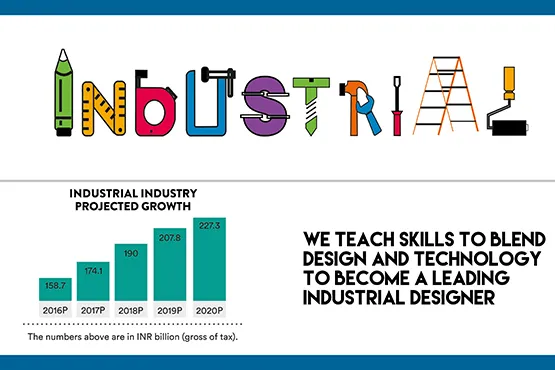 INDUSTRIAL
INDUSTRIAL INDUSTRY
PROJECTED GROWTH
158.7
174.1
190
207.8
227.3
2016P 2017P 2018P 2019P 2020P
The numbers above are in INR billion (gross of tax).
WE TEACH SKILLS TO BLEND
DESIGN AND TECHNOLOGY
TO BECOME A LEADING
INDUSTRIAL DESIGNER